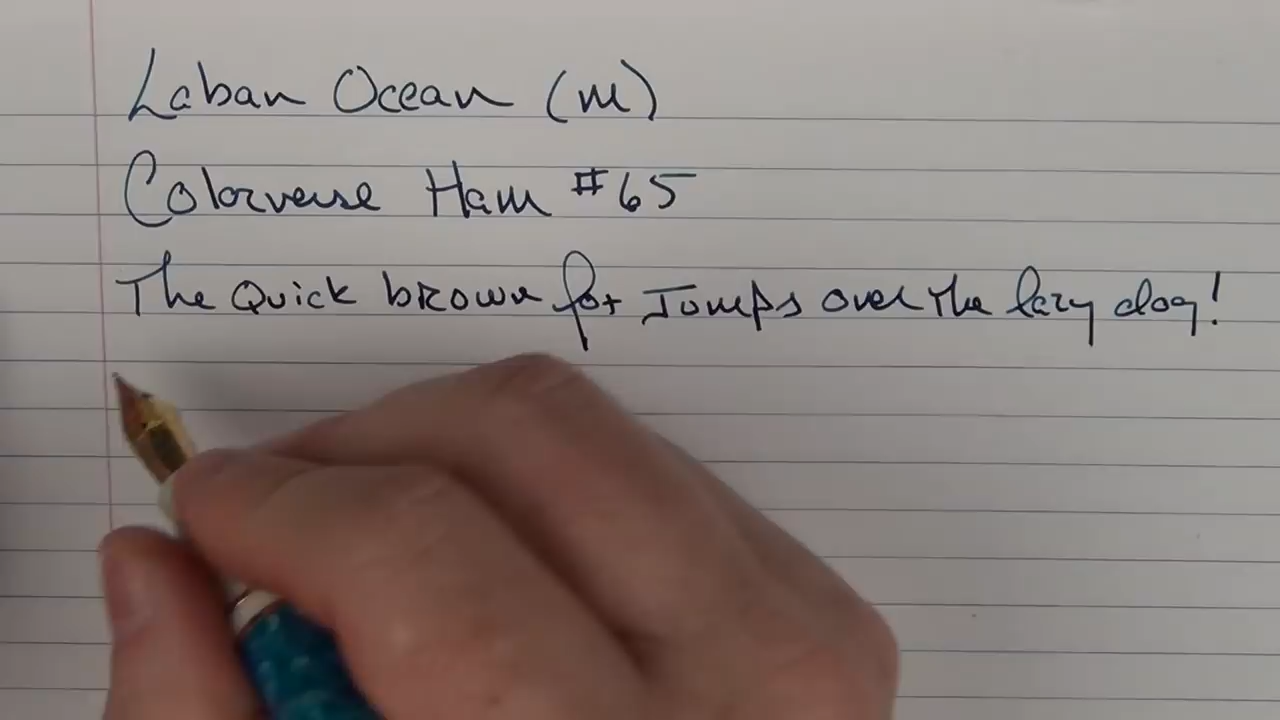 Laban Ocean (m)
Colorverse Ham #65
The Quick brown fox Jumps over the lazy dog!